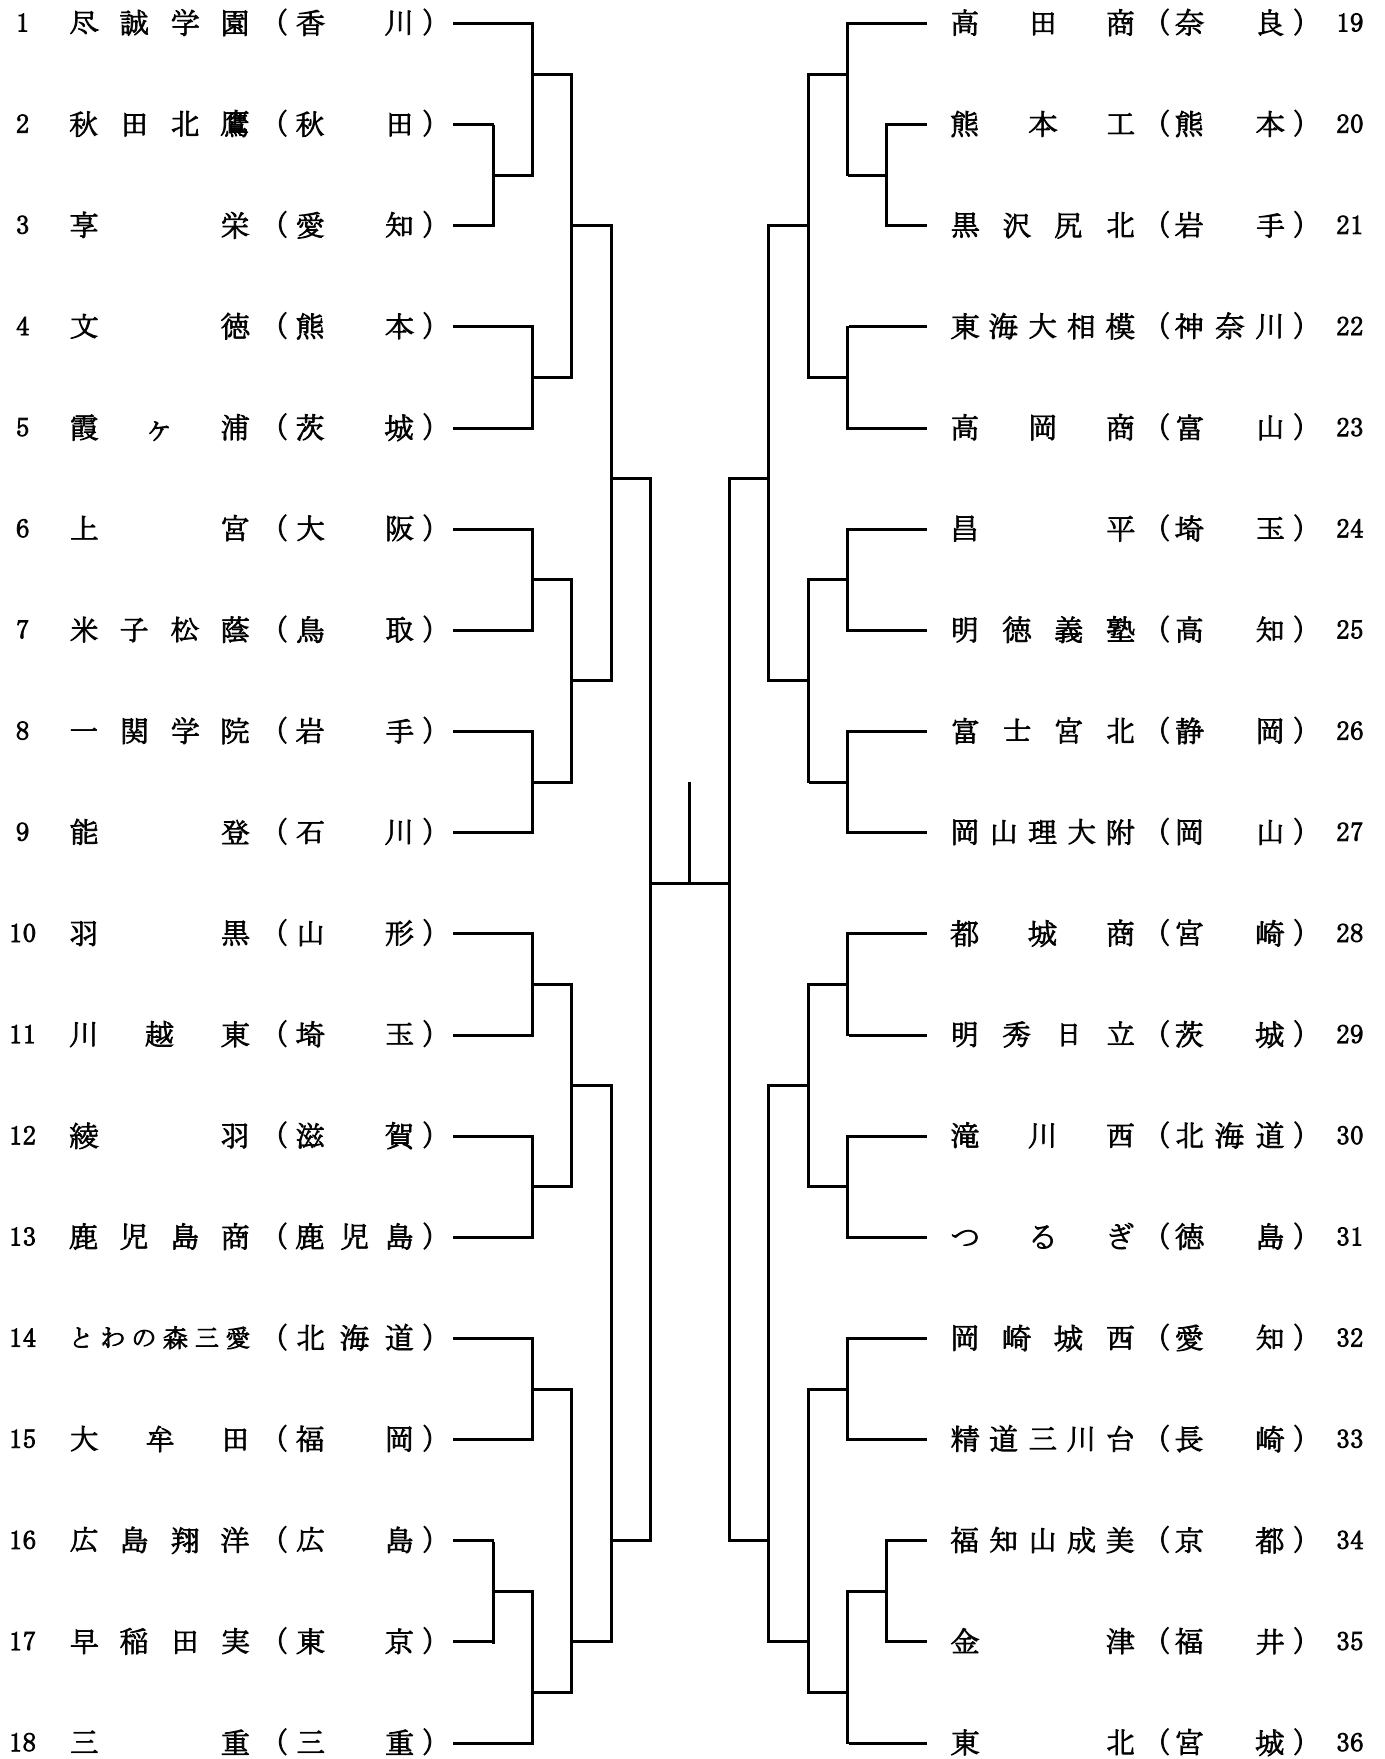 1 尽誠学園（香川）
2 秋田北鷹（秋田）
3 享栄（愛知）
4 文徳（熊本）
5 霞ヶ浦（茨城）
6 上宮（大阪）
7 米子松蔭（鳥取）
8 一関学院（岩手）
9 能登（石川）
10 羽黒（山形）
11 川越東（埼玉）
12 綾羽（滋賀）
13 鹿児島商（鹿児島）
14 とわの森三愛（北海道）
15 大牟田（福岡）
16 広島翔洋（広島）
17 早稲田実（東京）
18 三重（三重）
高田商（奈良）19
熊本工（熊本）20
黒沢尻北（岩手）21
東海大相模（神奈川）22
高岡商（富山）23
昌平（埼玉）24
明徳義塾（高知）25
富士宮北（静岡）26
岡山理大附（岡山）27
都城商（宮崎）28
明秀日立（茨城）29
滝川西（北海道）30
つるぎ（徳島）31
岡崎城西（愛知）32
精道三川台（長崎）33
福知山成美（京都）34
金津（福井）35
東北（宮城）36